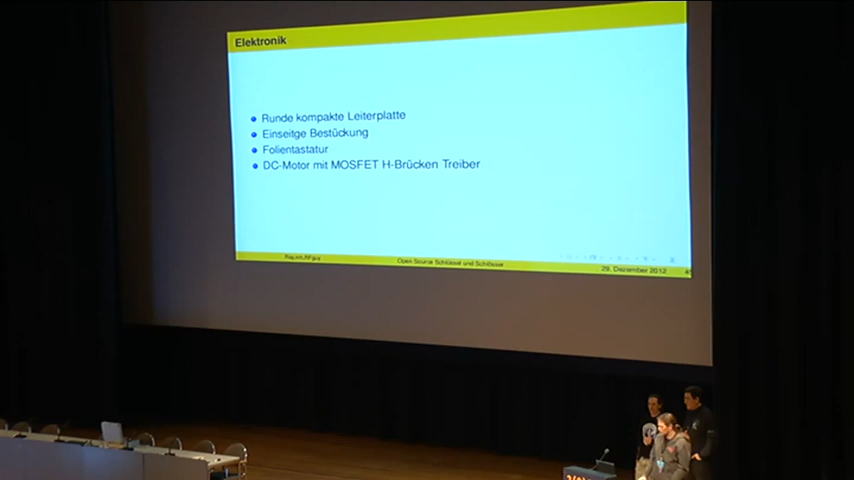 Elektronik
Runde kompakte Leiterplatte
Einseitge Bestückung
Folientastatur
DC-Motor mit MOSFET H-Brücken Treiber
Open Source Schlüssel und Schlösser
29. Dezember 2012